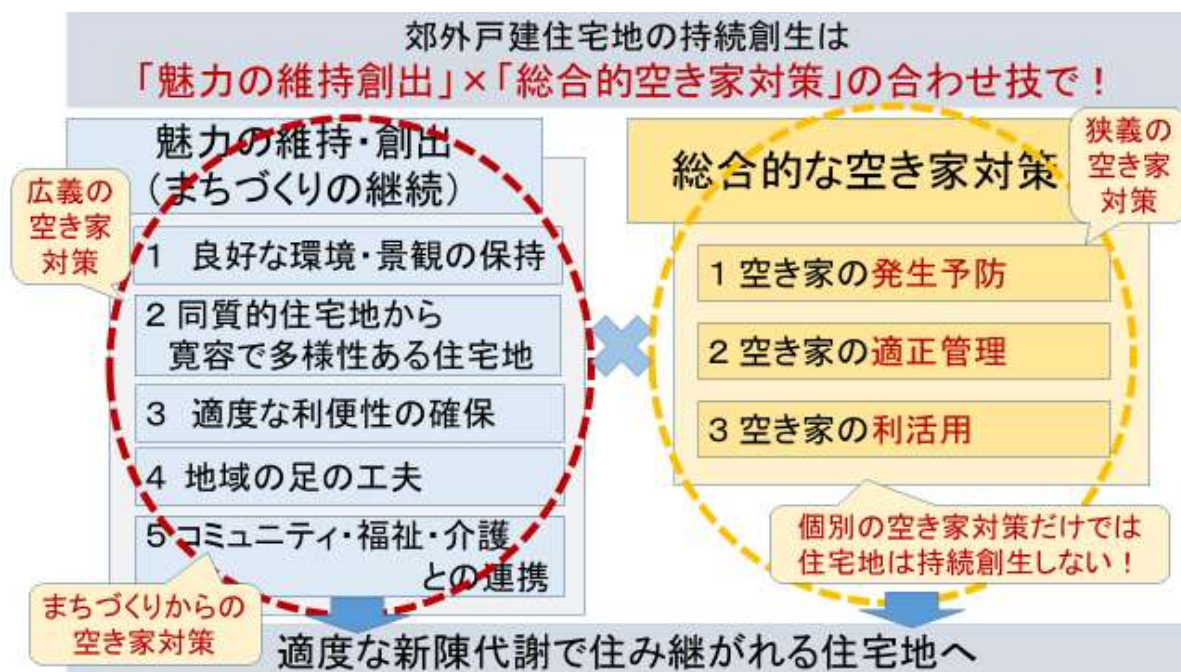 郊外戸建住宅地の持続創生は
「魅力の維持創出」×「総合的空き家対策」の合わせ技で！
魅力の維持・創出
（まちづくりの継続）
広義の
空き家
対策
1 良好な環境・景観の保持
2 同質的住宅地から
寛容で多様性ある住宅地
3 適度な利便性の確保
4 地域の足の工夫
5 コミュニティ・福祉・介護
との連携
まちづくりからの
空き家対策
総合的な空き家対策
狭義の
空き家
対策
1 空き家の発生予防
2 空き家の適正管理
3 空き家の利活用
個別の空き家対策だけでは
住宅地は持続創生しない！
適度な新陳代謝で住み継がれる住宅地へ